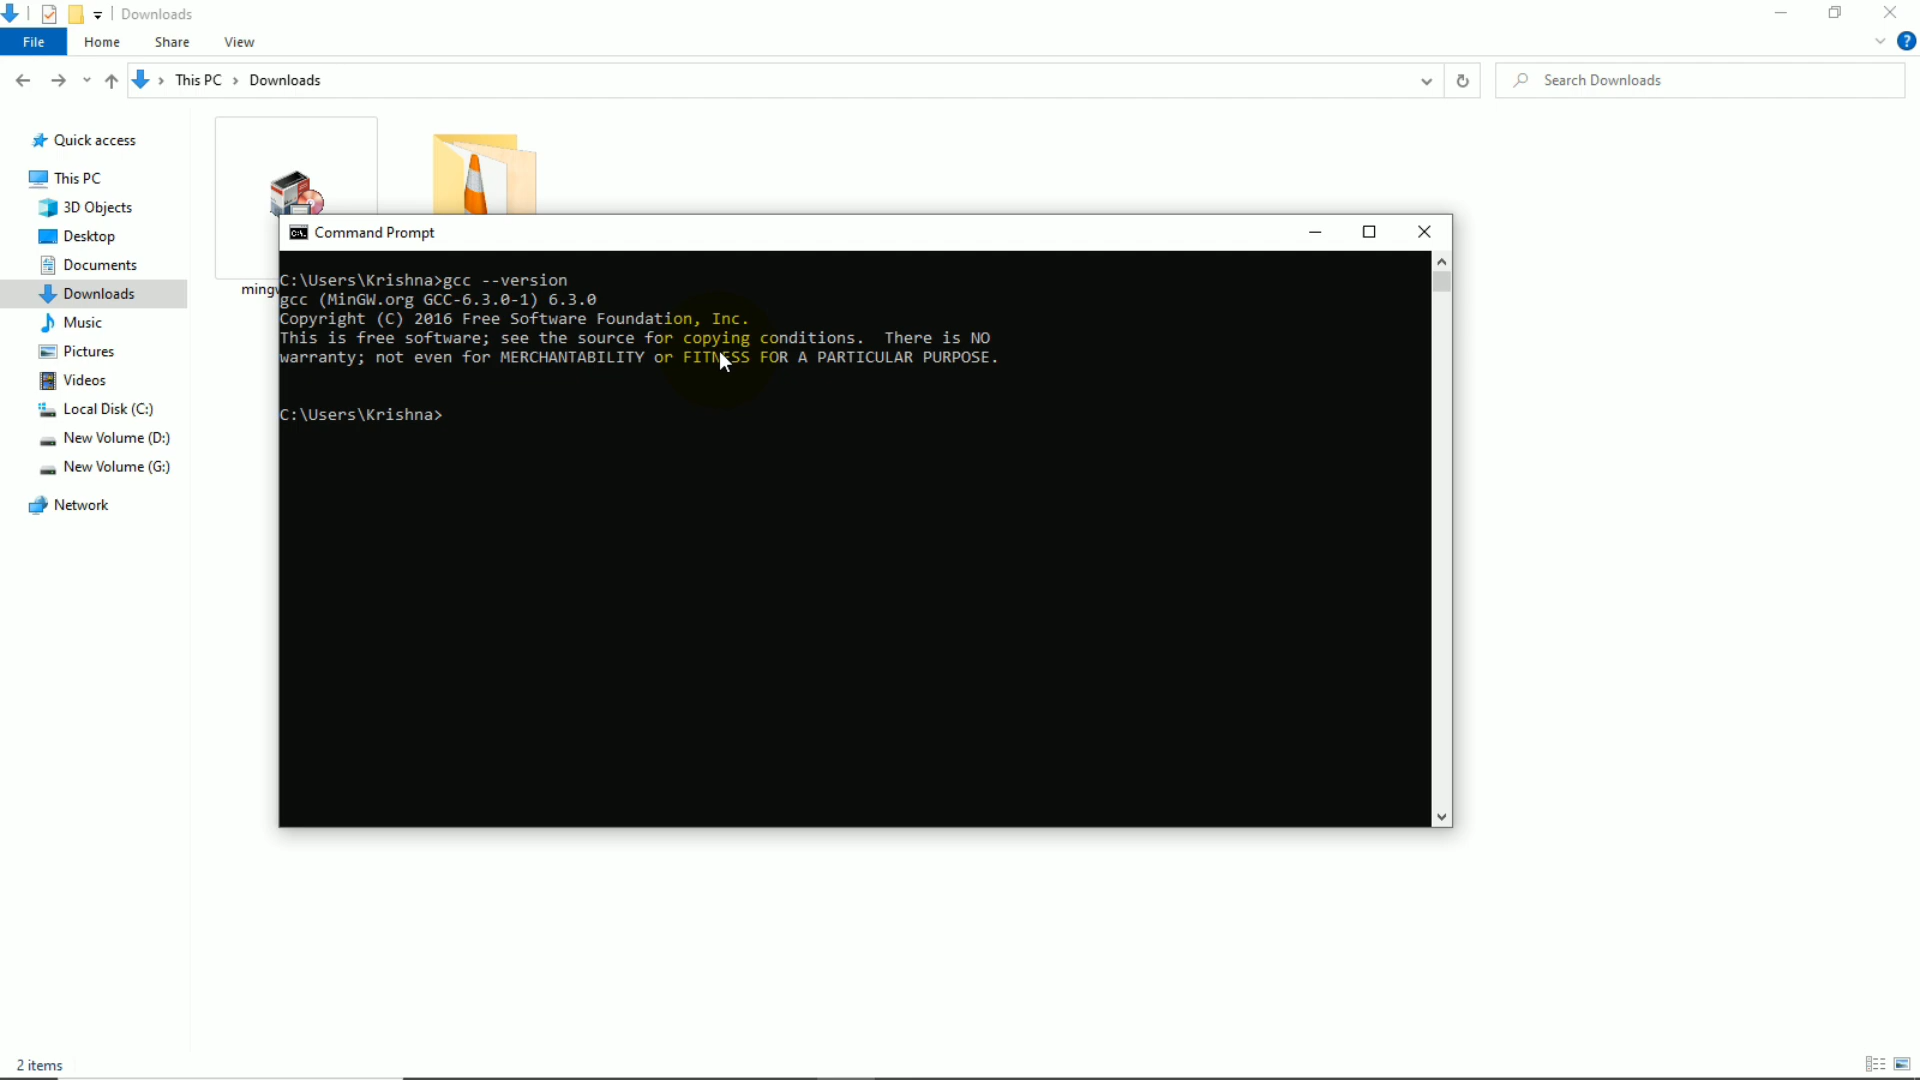 Downloads
File Home Share View
This PC Downloads
Search Downloads
Quick access
This PC
3D Objects
Desktop
Documents
Downloads
Music
Pictures
Videos
Local Disk (C:)
New Volume (D:)
New Volume (G:)
Network
Command Prompt
C:\Users\Krishna>gcc --version
gcc (MinGW.org GCC-6.3.0-1) 6.3.0
Copyright (C) 2016 Free Software Foundation, Inc.
This is free software; see the source for copying conditions.  There is NO
warranty; not even for MERCHANTABILITY or FITNESS FOR A PARTICULAR PURPOSE.
C:\Users\Krishna>
2 items